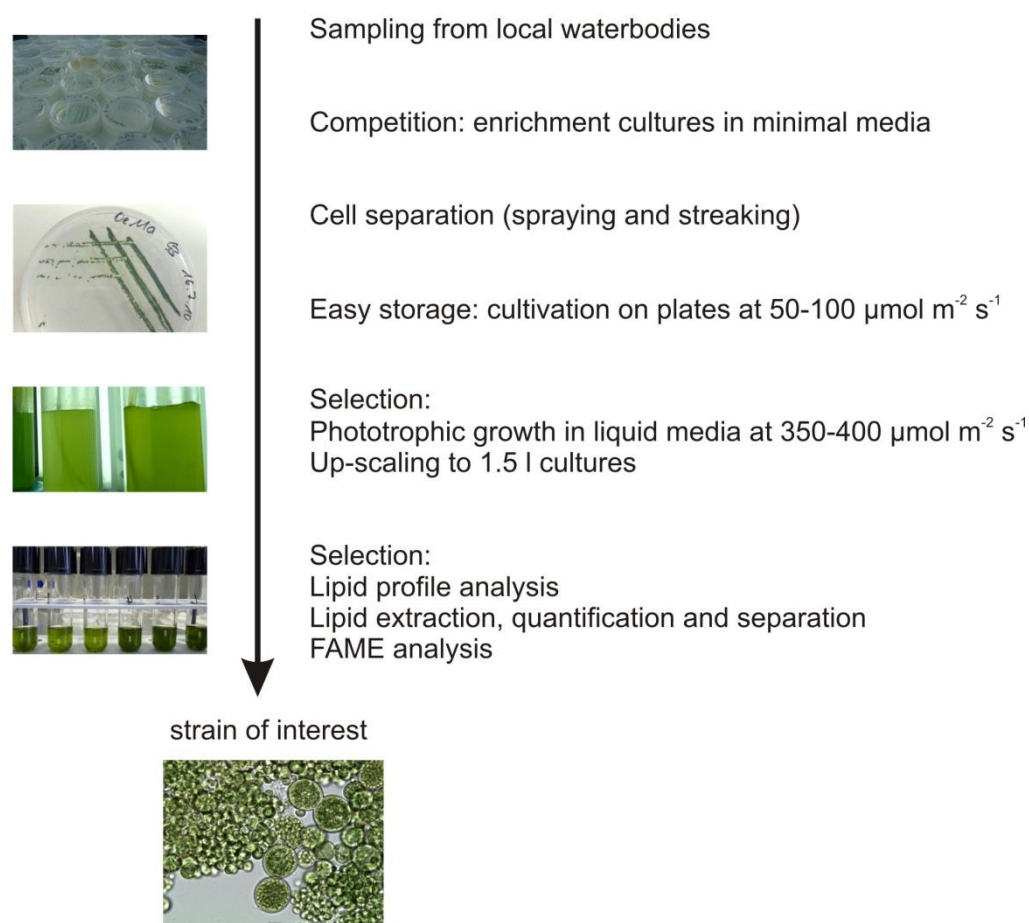 Sampling from local waterbodies
Competition: enrichment cultures in minimal media
Cell separation (spraying and streaking)
Easy storage: cultivation on plates at 50-100 µmol m⁻² s⁻¹
Selection:
Phototrophic growth in liquid media at 350-400 µmol m⁻² s⁻¹
Up-scaling to 1.5 l cultures
Selection:
Lipid profile analysis
Lipid extraction, quantification and separation
FAME analysis
strain of interest